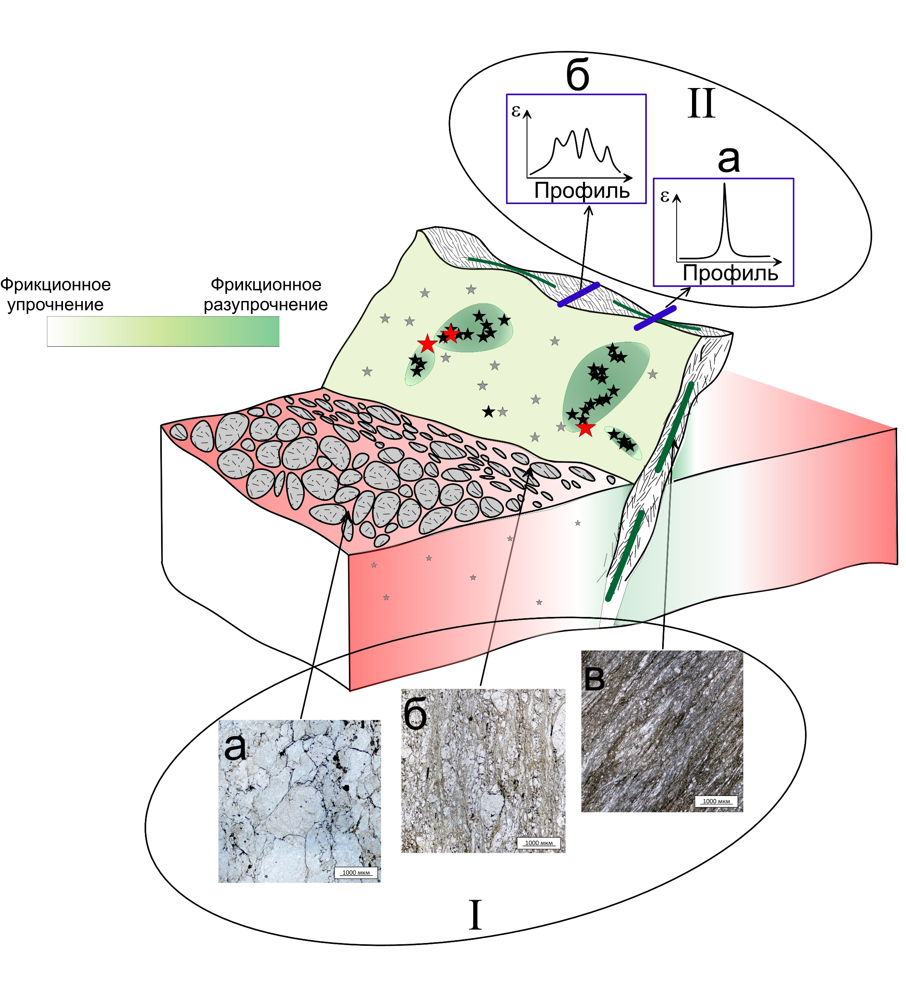 б
II
ε
Профиль
а
ε
Профиль
Фрикционное
упрочнение
Фрикционное
разупрочнение
а
1000 мкм
б
1000 мкм
в
1000 мкм
I